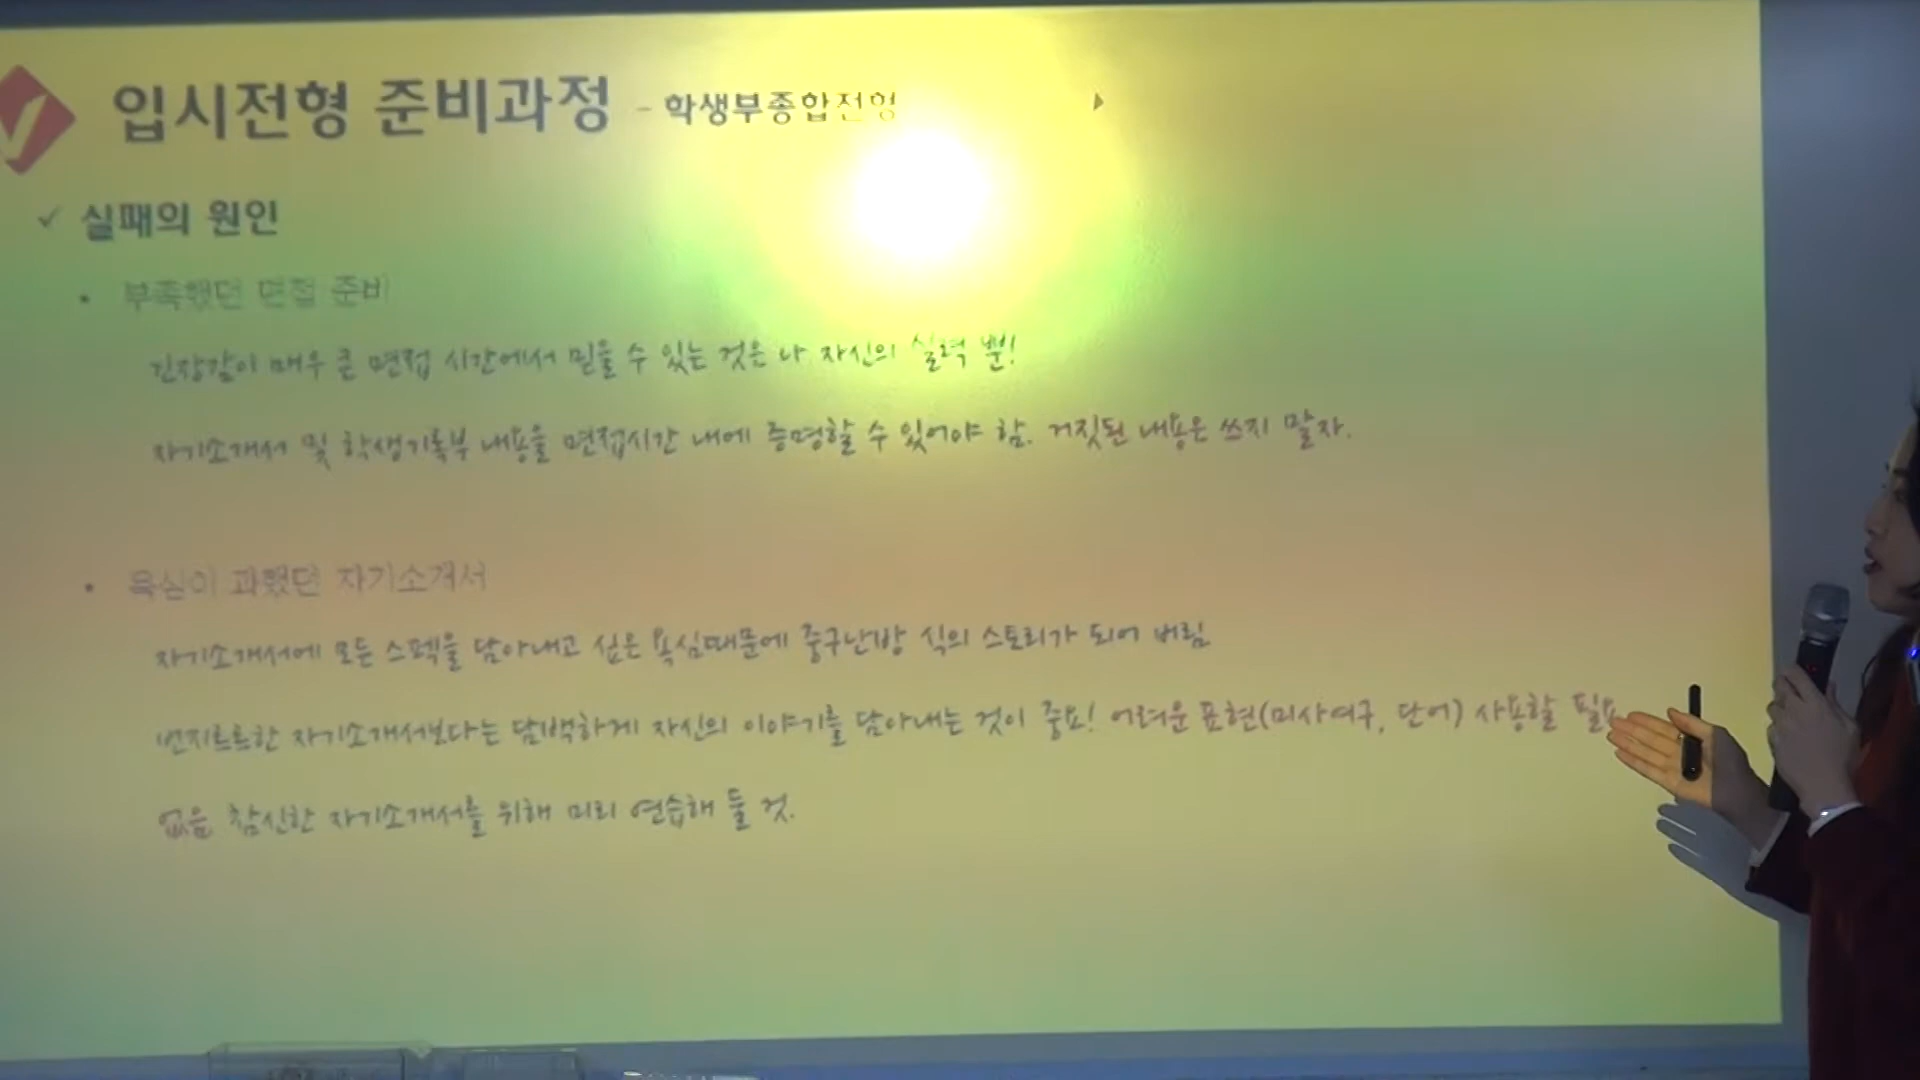 입시전형 준비과정 - 학생부종합전형
✓ 실패의 원인
• 부족했던 면접 준비
긴장감이 매우 큰 면접 시간에서 믿을 수 있는 것은 나 자신의 실력 뿐!
자기소개서 및 학생기록부 내용을 면접시간 내에 증명할 수 있어야 함. 거짓된 내용은 쓰지 말자.
• 욕심이 과했던 자기소개서
자기소개서에 모든 스펙을 담아내고 싶은 욕심때문에 중구난방 식의 스토리가 되어 버림
번지르르한 자기소개서보다는 담백하게 자신의 이야기를 담아내는 것이 중요! 어려운 표현(미사여구, 단어) 사용할 필요
없음 참신한 자기소개서를 위해 미리 연습해 둘 것.